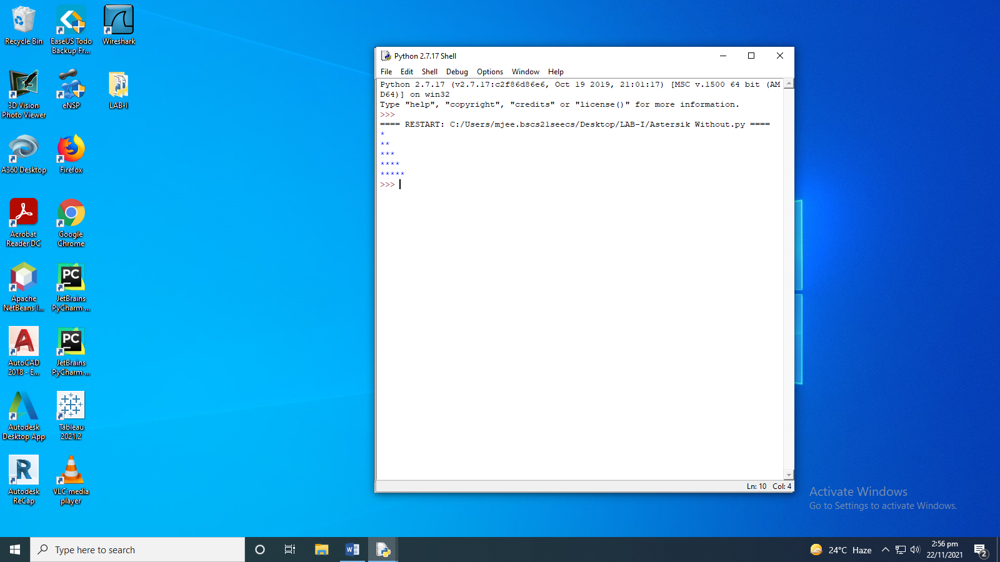 Recycle Bin
EaseUS Todo
Backup Fr...
Wireshark
3D Vision
Photo Viewer
eNSP
LAB-I
A360 Desktop
Firefox
Acrobat
Reader DC
Google
Chrome
Apache
NetBeans I...
PC
JetBrains
PyCharm ...
AutoCAD
2018 - E...
PC
JetBrains
PyCharm ...
Autodesk
Desktop App
Tableau
2021.2
Autodesk
ReCap
VLC media
player
Python 2.7.17 Shell
File Edit Shell Debug Options Window Help
Python 2.7.17 (v2.7.17:c2f86d86e6, Oct 19 2019, 21:01:17) [MSC v.1500 64 bit (AM
D64)] on win32
Type "help", "copyright", "credits" or "license()" for more information.
>>>
==== RESTART: C:/Users/mjee.bscs21seecs/Desktop/LAB-I/Astersik Without.py ====
*
**
***
****
*****
>>>
Ln: 10 Col: 4
Activate Windows
Go to Settings to activate Windows.
Type here to search
24°C Haze
2:56 pm
22/11/2021
2